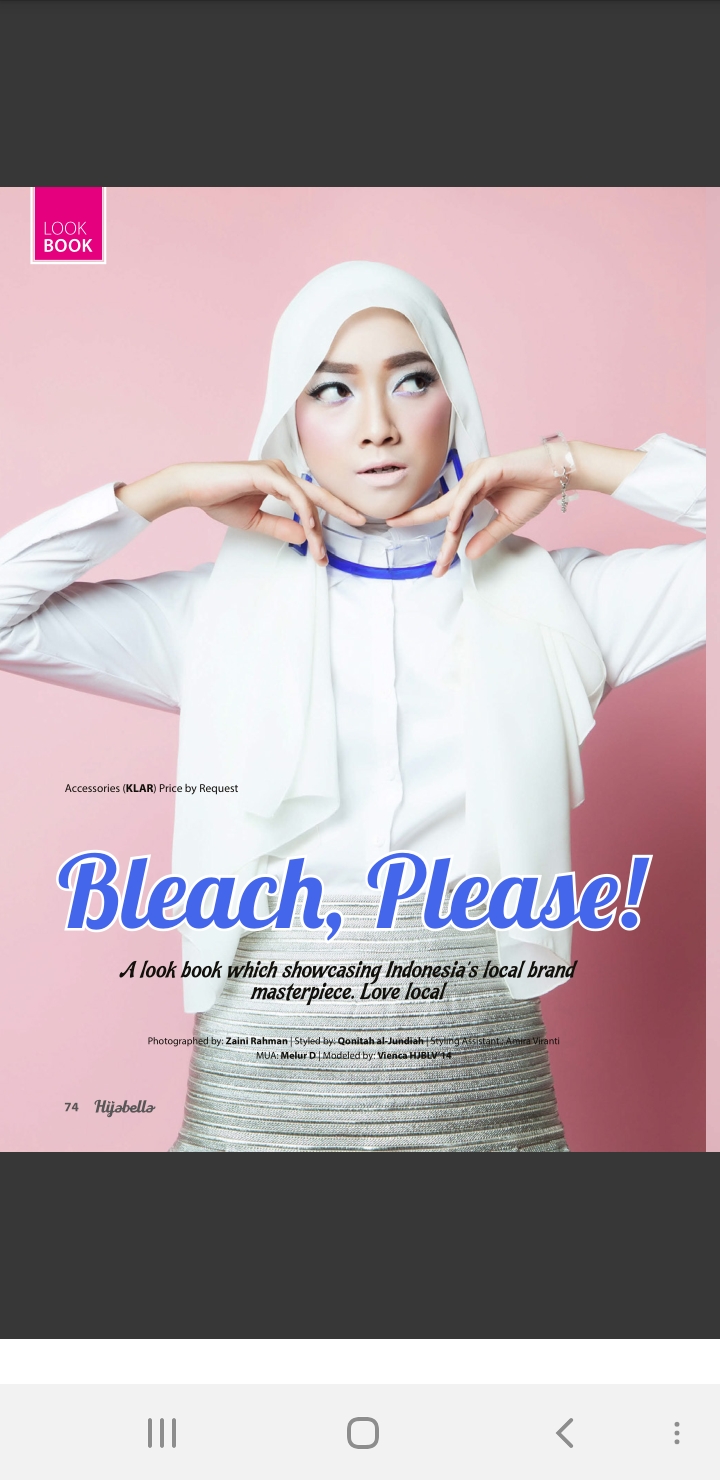 LOOK
BOOK
Accessories (KLAR) Price by Request
Bleach, Please!
A look book which showcasing Indonesia's local brand
masterpiece. Love local
Photographed by: Zaini Rahman | Styled by: Qonitah al-Jundiah | Styling Assistant: Amira Viranti
MUA: Melur D | Modeled by: Vienca HJBLV'14
74 Hijabella